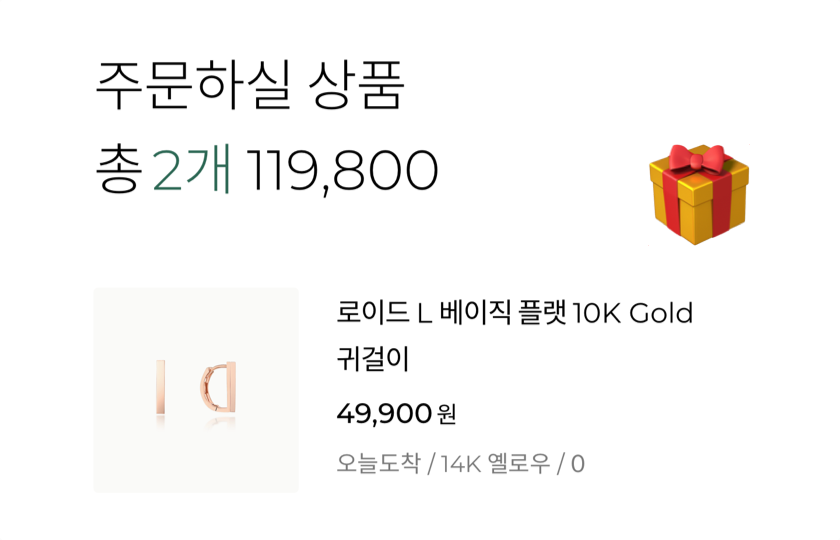 주문하실 상품
총 2개 119,800
로이드 L 베이직 플랫 10K Gold
귀걸이
49,900 원
오늘도착 / 14K 옐로우 / 0